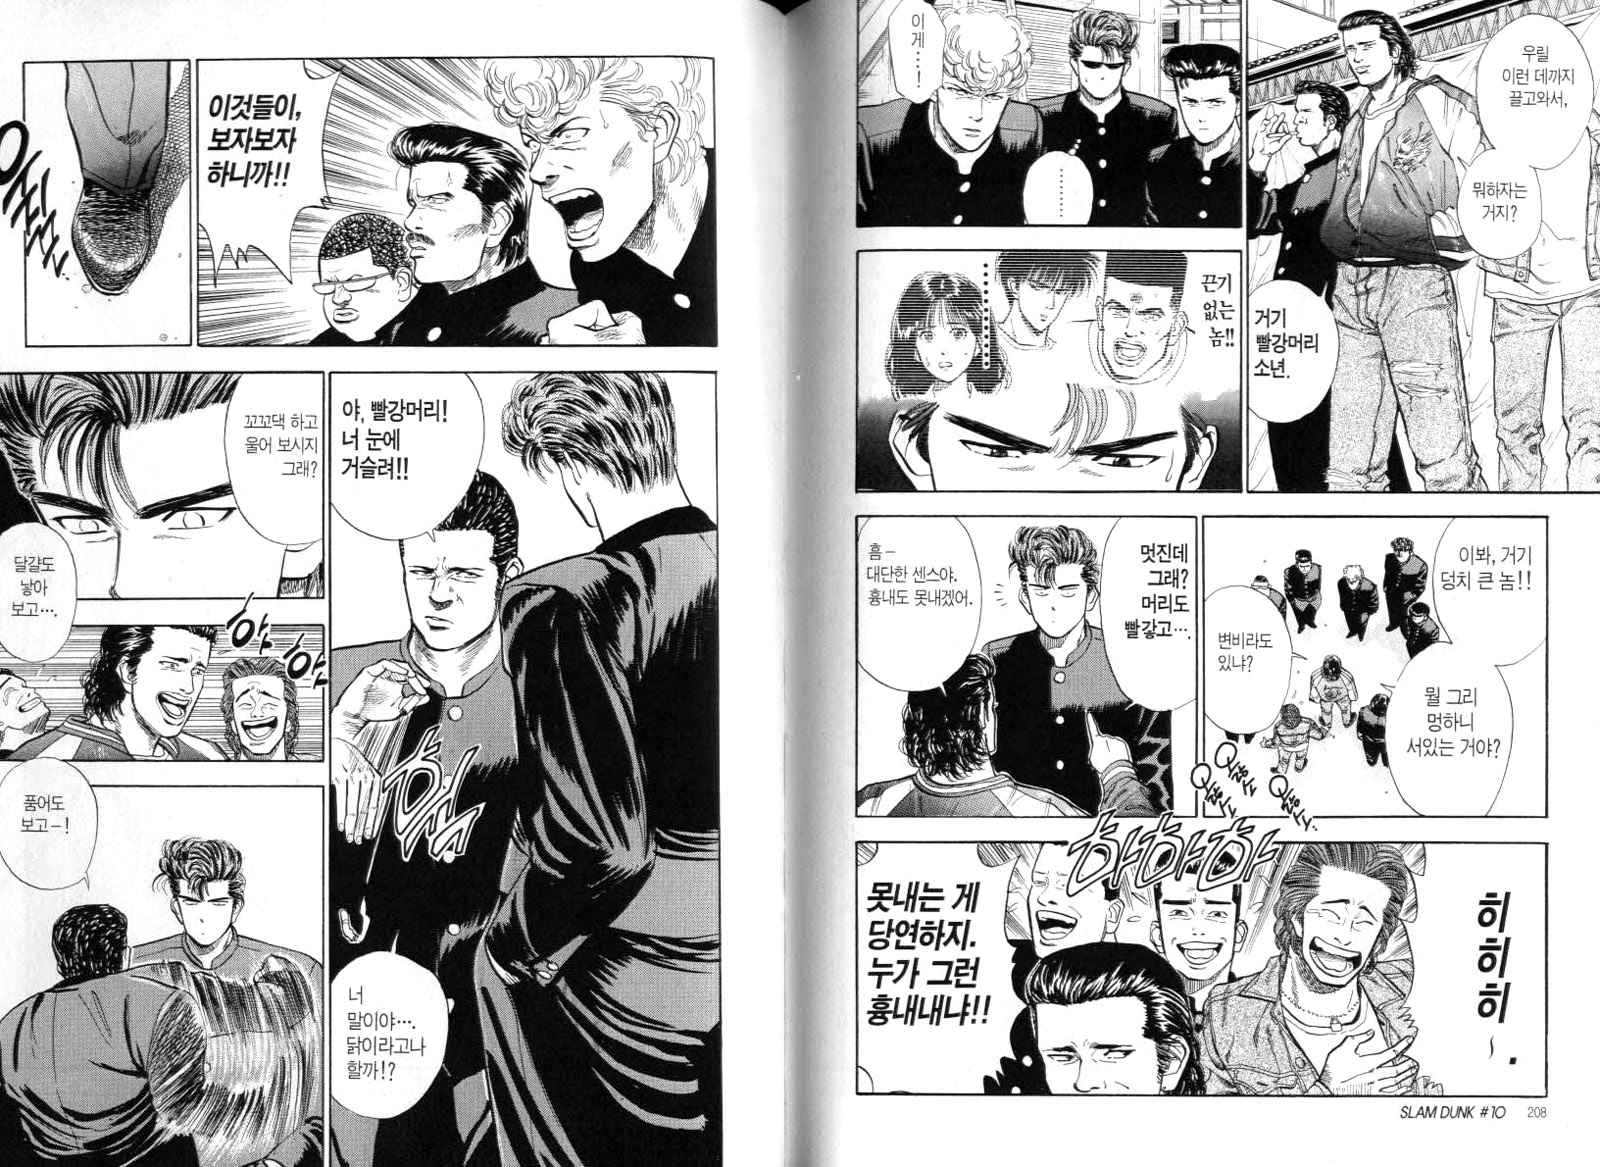 우릴
이런 데까지
끌고와서,
뭐하자는
거지?
거기
빨강머리
소년.
이
게…!
………
끈기
없는
놈!!
………
이봐, 거기
덩치 큰 놈!!
뭘 그리
멍하니
서있는 거야?
변비라도
있냐?
멋진데
그래?
머리도
빨갛고….
흠-
대단한 센스야.
흉내도 못내겠어.
히히히~.
하하하
못내는 게
당연하지.
누가 그런
흉내내냐!!
SLAM DUNK #10 208
이것들이,
보자보자
하니까!!
야, 빨강머리!
너 눈에
거슬려!!
너
말이야….
닭이라고나
할까!?
꼬꼬댁 하고
울어 보시지
그래?
달걀도
낳아
보고….
하 하
품어도
보고-!